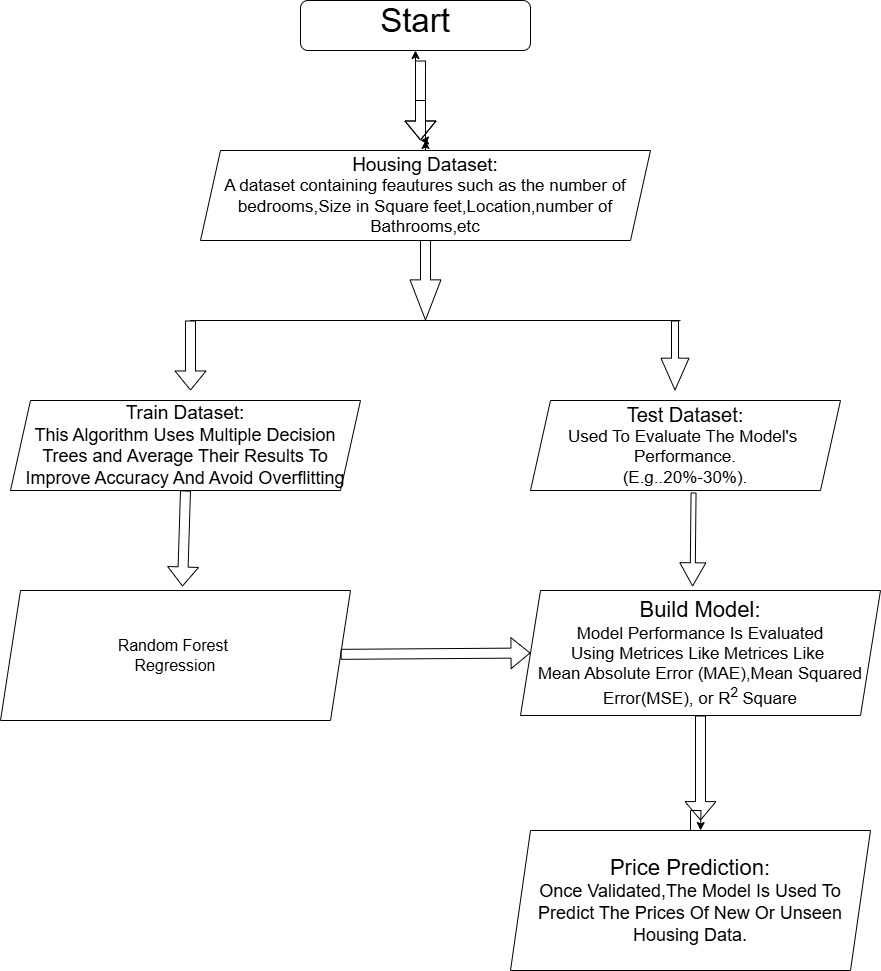 Start
Housing Dataset:
A dataset containing feautures such as the number of
bedrooms,Size in Square feet,Location,number of
Bathrooms,etc
Train Dataset:
This Algorithm Uses Multiple Decision
Trees and Average Their Results To
Improve Accuracy And Avoid Overflitting
Test Dataset:
Used To Evaluate The Model's
Performance.
(E.g..20%-30%).
Random Forest
Regression
Build Model:
Model Performance Is Evaluated
Using Metrices Like Metrices Like
Mean Absolute Error (MAE),Mean Squared
Error(MSE), or R² Square
Price Prediction:
Once Validated,The Model Is Used To
Predict The Prices Of New Or Unseen
Housing Data.